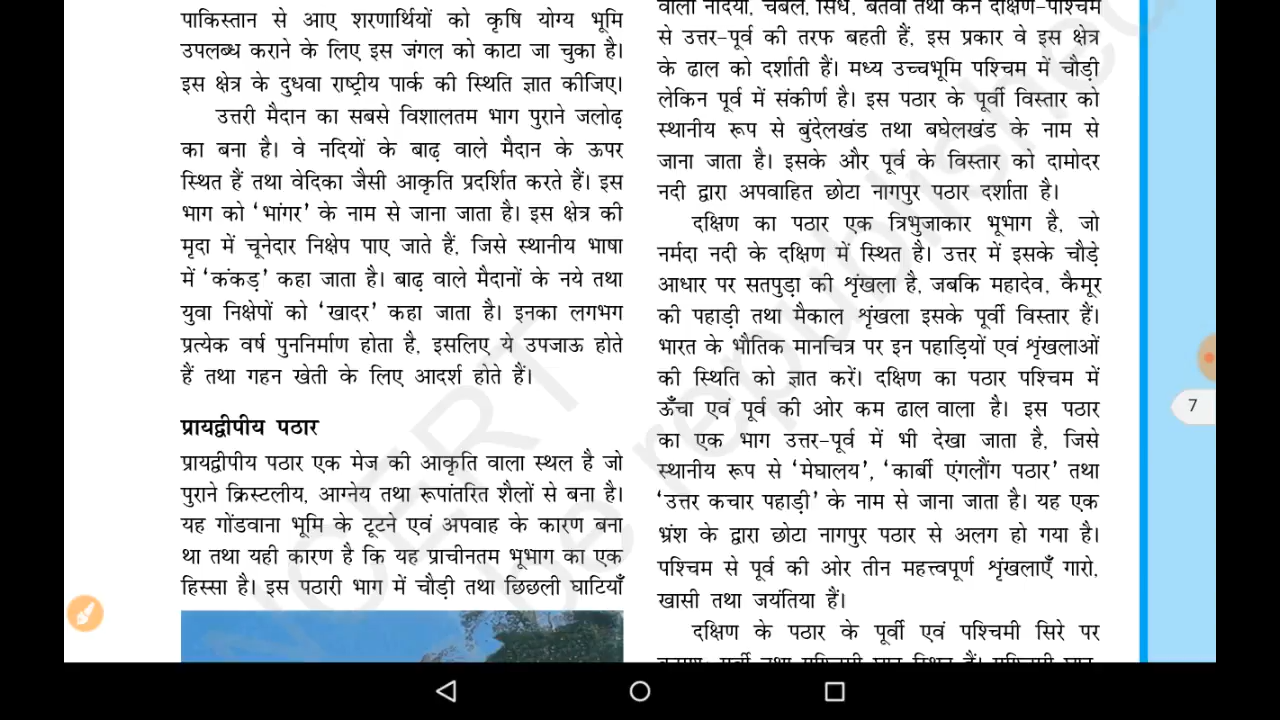 पाकिस्तान से आए शरणार्थियों को कृषि योग्य भूमि
उपलब्ध कराने के लिए इस जंगल को काटा जा चुका है।
इस क्षेत्र के दुधवा राष्ट्रीय पार्क की स्थिति ज्ञात कीजिए।
उत्तरी मैदान का सबसे विशालतम भाग पुराने जलोढ़
का बना है। वे नदियों के बाढ़ वाले मैदान के ऊपर
स्थित हैं तथा वेदिका जैसी आकृति प्रदर्शित करते हैं। इस
भाग को ‘भांगर’ के नाम से जाना जाता है। इस क्षेत्र की
मृदा में चूनेदार निक्षेप पाए जाते हैं, जिसे स्थानीय भाषा
में ‘कंकड़’ कहा जाता है। बाढ़ वाले मैदानों के नये तथा
युवा निक्षेपों को ‘खादर’ कहा जाता है। इनका लगभग
प्रत्येक वर्ष पुननिर्माण होता है, इसलिए ये उपजाऊ होते
हैं तथा गहन खेती के लिए आदर्श होते हैं।
प्रायद्वीपीय पठार
प्रायद्वीपीय पठार एक मेज की आकृति वाला स्थल है जो
पुराने क्रिस्टलीय, आग्नेय तथा रूपांतरित शैलों से बना है।
यह गोंडवाना भूमि के टूटने एवं अपवाह के कारण बना
था तथा यही कारण है कि यह प्राचीनतम भूभाग का एक
हिस्सा है। इस पठारी भाग में चौड़ी तथा छिछली घाटियाँ
वाली नदियाँ, चंबल, सिंध, बेतवा तथा केन दक्षिण-पश्चिम
से उत्तर-पूर्व की तरफ बहती हैं, इस प्रकार वे इस क्षेत्र
के ढाल को दर्शाती हैं। मध्य उच्चभूमि पश्चिम में चौड़ी
लेकिन पूर्व में संकीर्ण है। इस पठार के पूर्वी विस्तार को
स्थानीय रूप से बुंदेलखंड तथा बघेलखंड के नाम से
जाना जाता है। इसके और पूर्व के विस्तार को दामोदर
नदी द्वारा अपवाहित छोटा नागपुर पठार दर्शाता है।
दक्षिण का पठार एक त्रिभुजाकार भूभाग है, जो
नर्मदा नदी के दक्षिण में स्थित है। उत्तर में इसके चौड़े
आधार पर सतपुड़ा की शृंखला है, जबकि महादेव, कैमूर
की पहाड़ी तथा मैकाल शृंखला इसके पूर्वी विस्तार हैं।
भारत के भौतिक मानचित्र पर इन पहाड़ियों एवं शृंखलाओं
की स्थिति को ज्ञात करें। दक्षिण का पठार पश्चिम में
ऊँचा एवं पूर्व की ओर कम ढाल वाला है। इस पठार
का एक भाग उत्तर-पूर्व में भी देखा जाता है, जिसे
स्थानीय रूप से ‘मेघालय’, ‘कार्बी एंगलौंग पठार’ तथा
‘उत्तर कचार पहाड़ी’ के नाम से जाना जाता है। यह एक
भ्रंश के द्वारा छोटा नागपुर पठार से अलग हो गया है।
पश्चिम से पूर्व की ओर तीन महत्त्वपूर्ण शृंखलाएँ गारो,
खासी तथा जयंतिया हैं।
दक्षिण के पठार के पूर्वी एवं पश्चिमी सिरे पर
7
NCERT
be republished